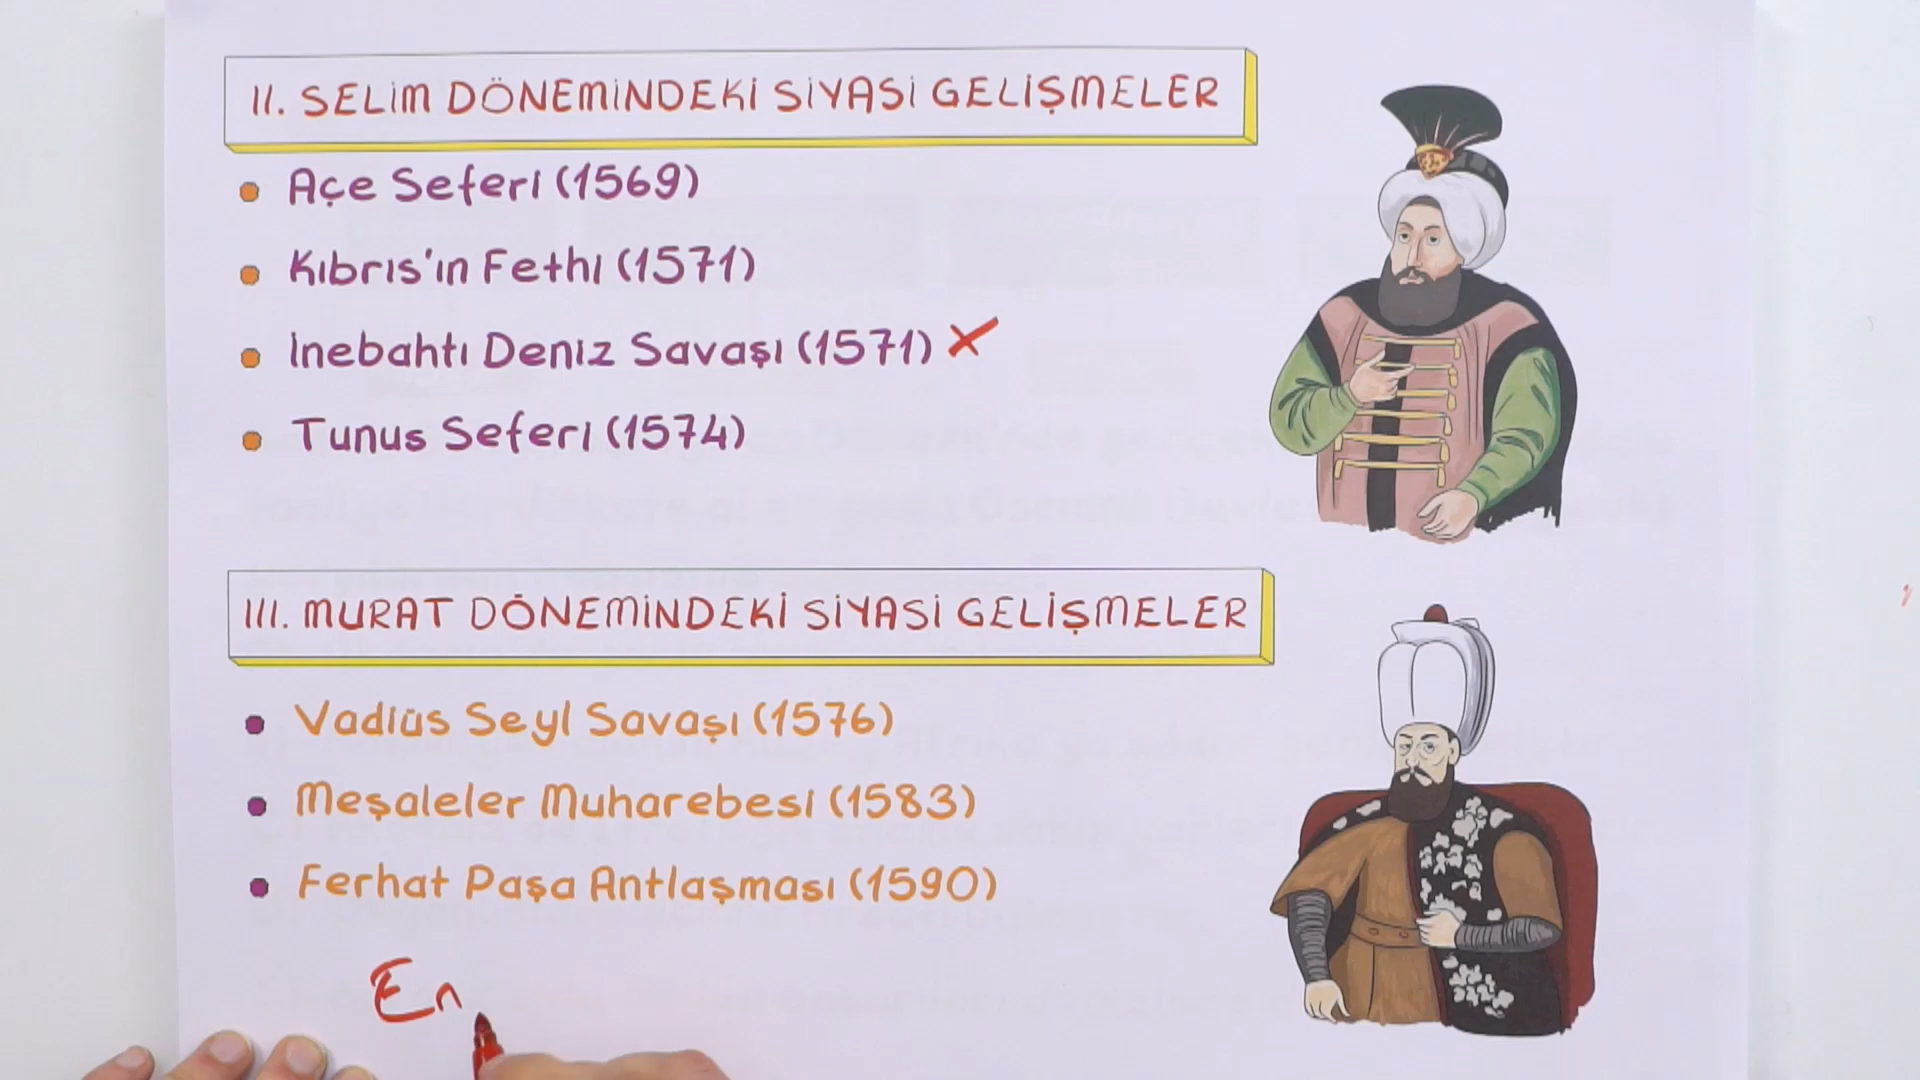 II. SELİM DÖNEMİNDEKİ SİYASİ GELİŞMELER
Açe Seferi (1569)
Kıbrıs'ın Fethi (1571)
İnebahtı Deniz Savaşı (1571)
Tunus Seferi (1574)
III. MURAT DÖNEMİNDEKİ SİYASİ GELİŞMELER
Vadiüs Seyl Savaşı (1576)
Meşaleler Muharebesi (1583)
Ferhat Paşa Antlaşması (1590)
En